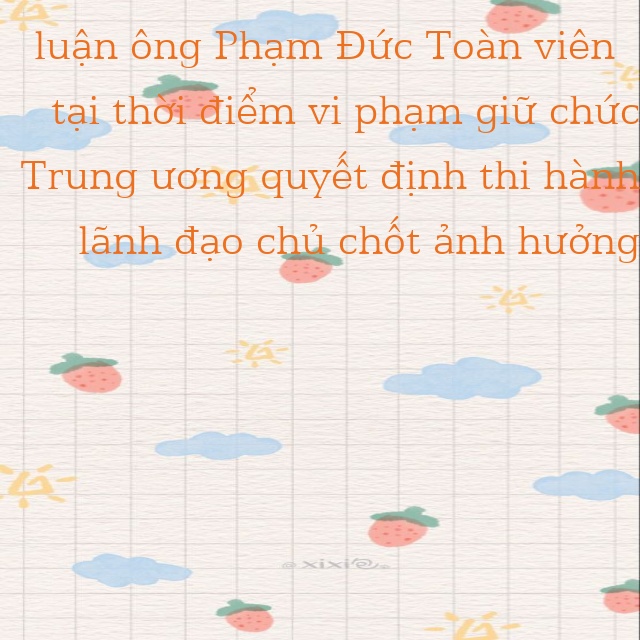 luận ông Phạm Đức Toàn viên
tại thời điểm vi phạm giữ chức
Trung ương quyết định thi hành
lãnh đạo chủ chốt ảnh hưởng